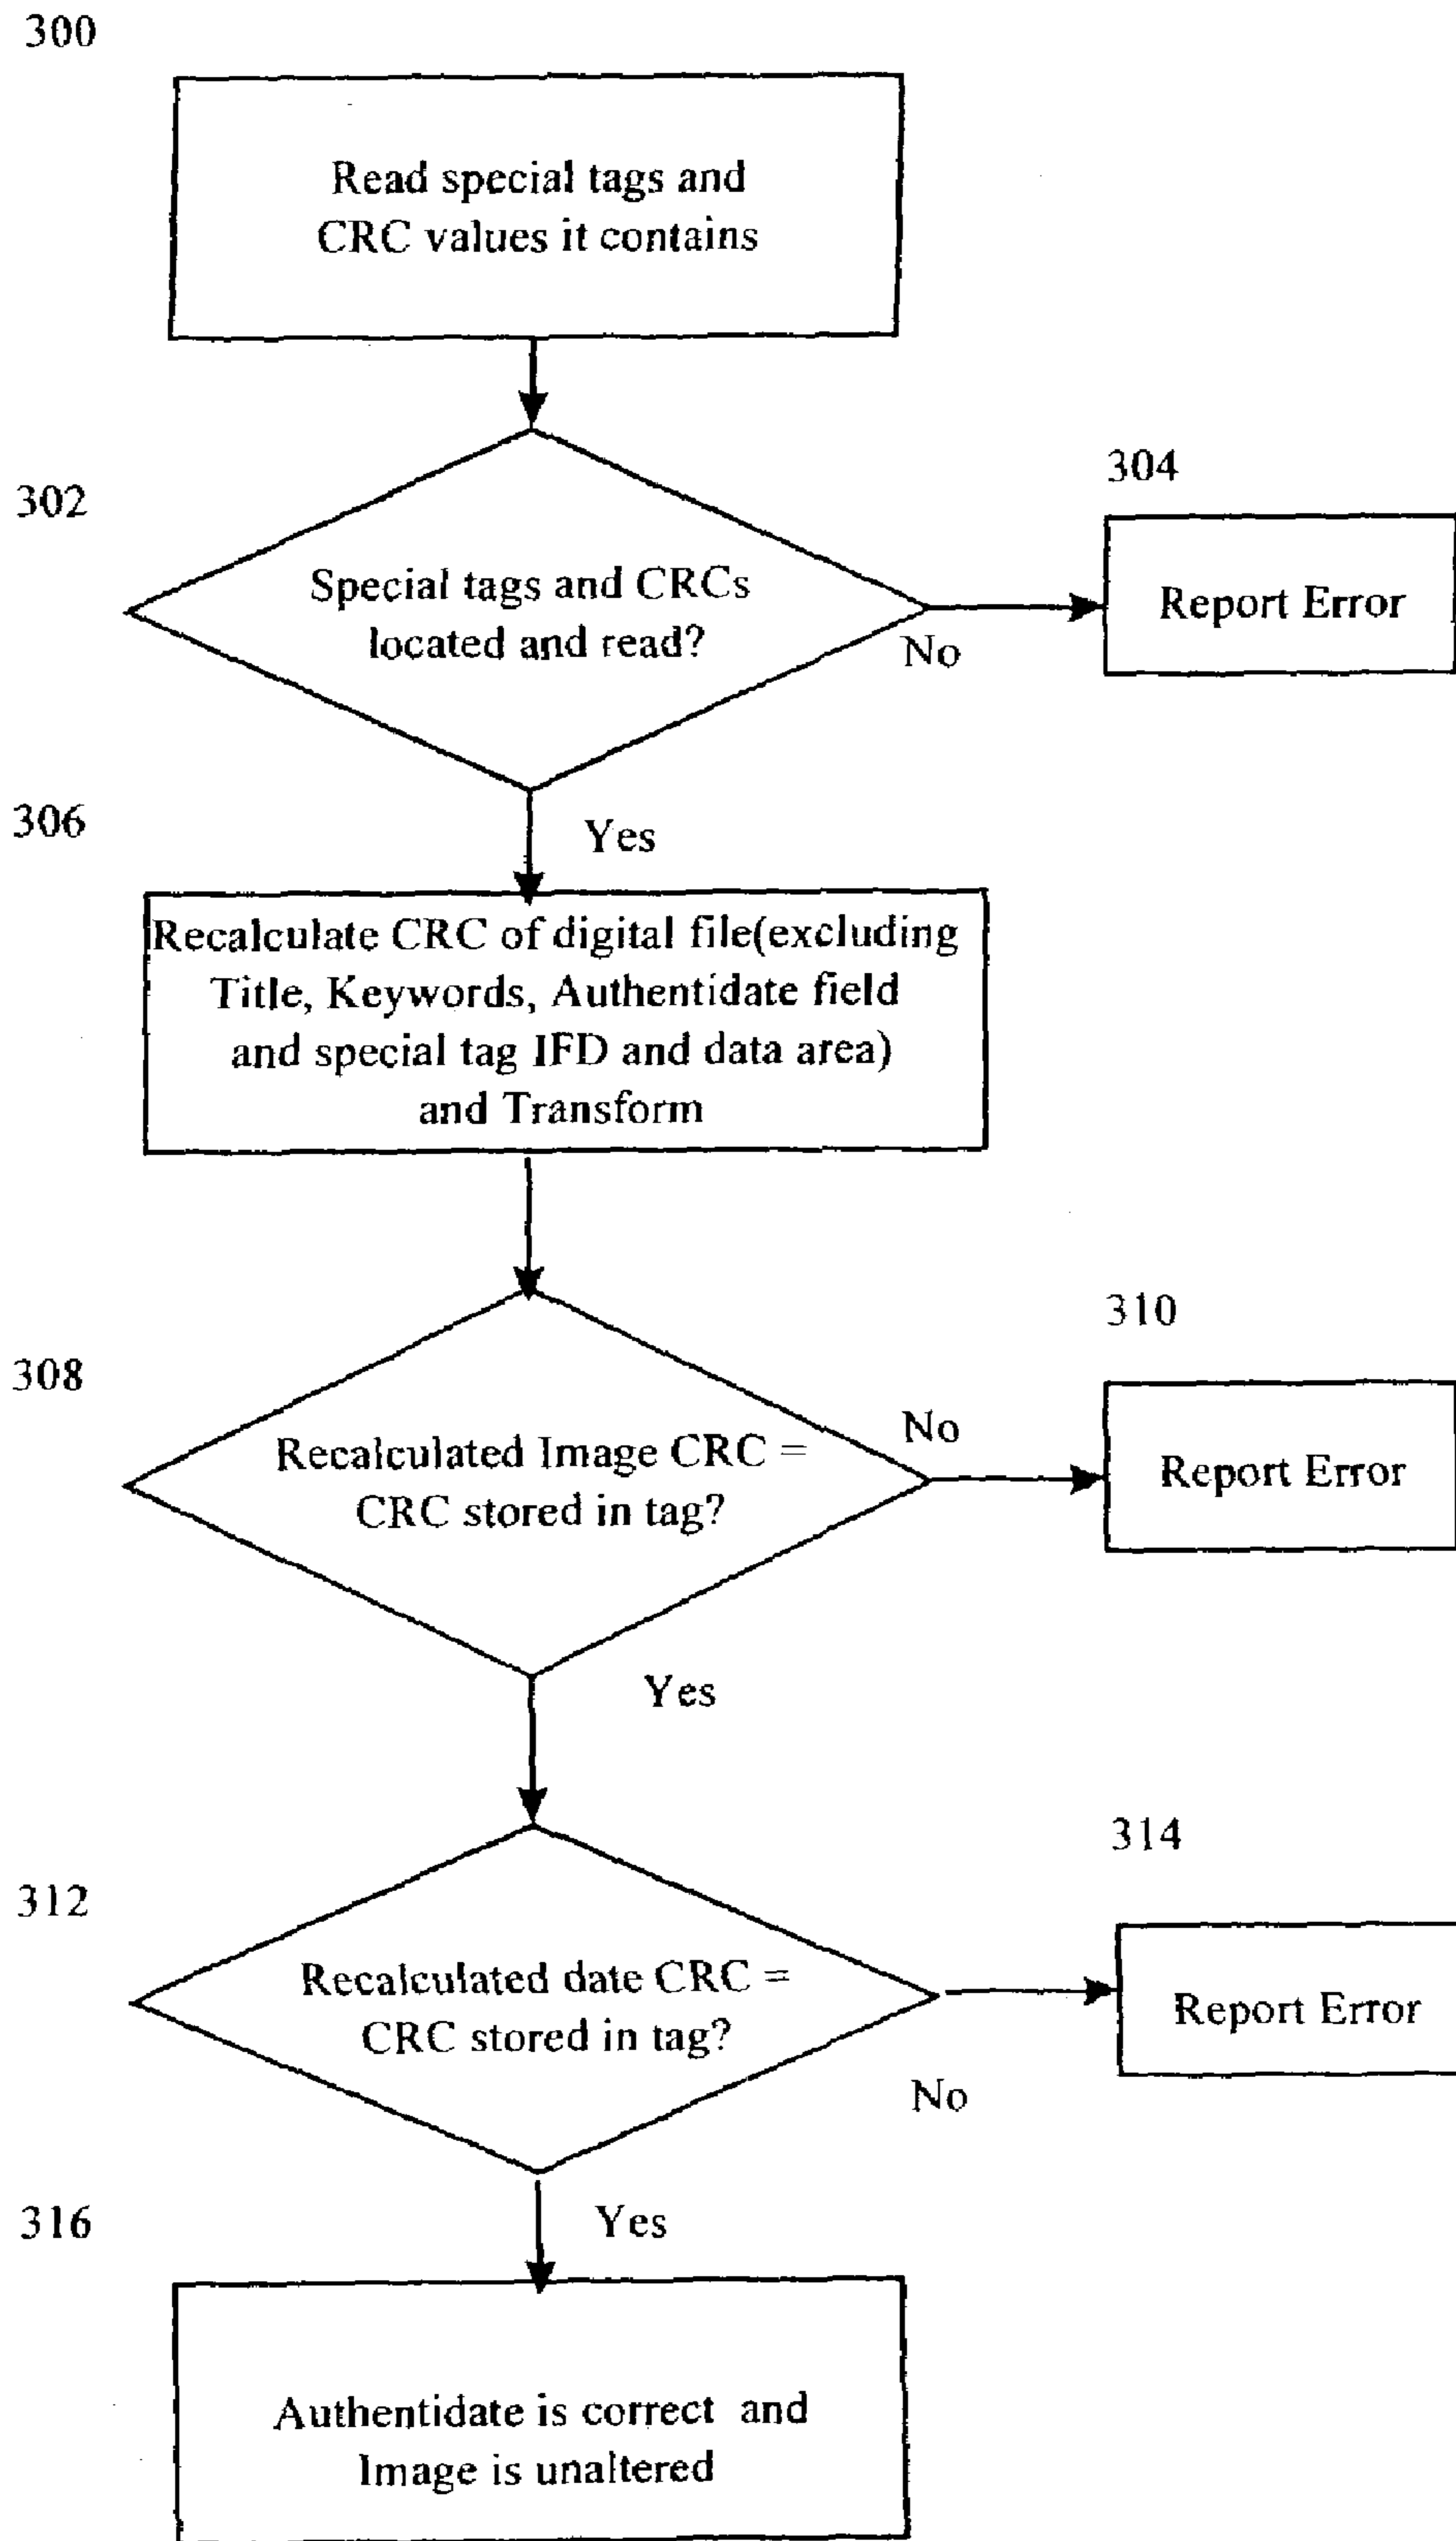 300
Read special tags and
CRC values it contains
302
Special tags and CRCs
located and read?
No
304
Report Error
306
Yes
Recalculate CRC of digital file(excluding
Title, Keywords, Authentidate field
and special tag IFD and data area)
and Transform
308
Recalculated Image CRC =
CRC stored in tag?
No
310
Report Error
Yes
312
Recalculated date CRC =
CRC stored in tag?
No
314
Report Error
316
Yes
Authentidate is correct and
Image is unaltered